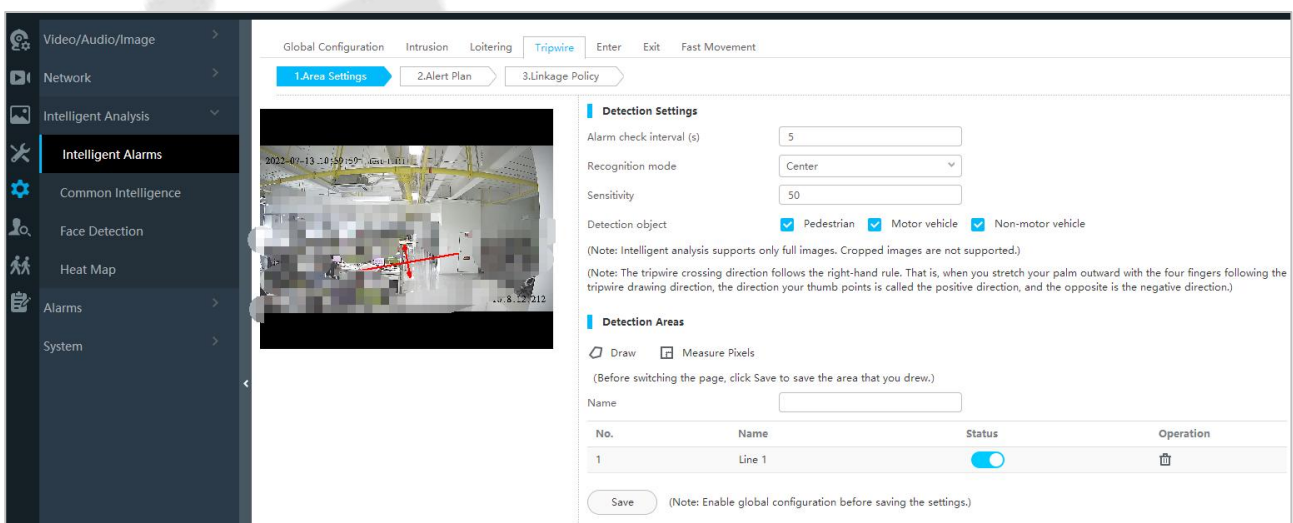 Video/Audio/Image
Network
Intelligent Analysis
Intelligent Alarms
Common Intelligence
Face Detection
Heat Map
Alarms
System
Global Configuration Intrusion Loitering Tripwire Enter Exit Fast Movement
1.Area Settings 2.Alert Plan 3.Linkage Policy
2022-07-13
Detection Settings
Alarm check interval (s) 5
Recognition mode Center
Sensitivity 50
Detection object Pedestrian Motor vehicle Non-motor vehicle
(Note: Intelligent analysis supports only full images. Cropped images are not supported.)
(Note: The tripwire crossing direction follows the right-hand rule. That is, when you stretch your palm outward with the four fingers following the
tripwire drawing direction, the direction your thumb points is called the positive direction, and the opposite is the negative direction.)
Detection Areas
Draw Measure Pixels
(Before switching the page, click Save to save the area that you drew.)
Name
No. Name Status Operation
1 Line 1
Save (Note: Enable global configuration before saving the settings.)